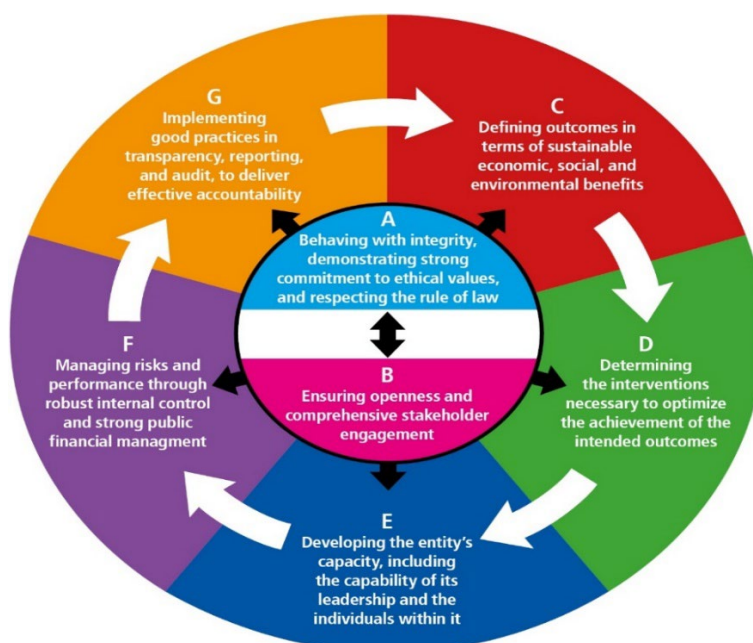 G
Implementing
good practices in
transparency, reporting,
and audit, to deliver
effective accountability
C
Defining outcomes in
terms of sustainable
economic, social, and
environmental benefits
A
Behaving with integrity,
demonstrating strong
commitment to ethical values,
and respecting the rule of law
F
Managing risks and
performance through
robust internal control
and strong public
financial managment
B
Ensuring openness and
comprehensive stakeholder
engagement
D
Determining
the interventions
necessary to optimize
the achievement of the
intended outcomes
E
Developing the entity’s
capacity, including
the capability of its
leadership and the
individuals within it